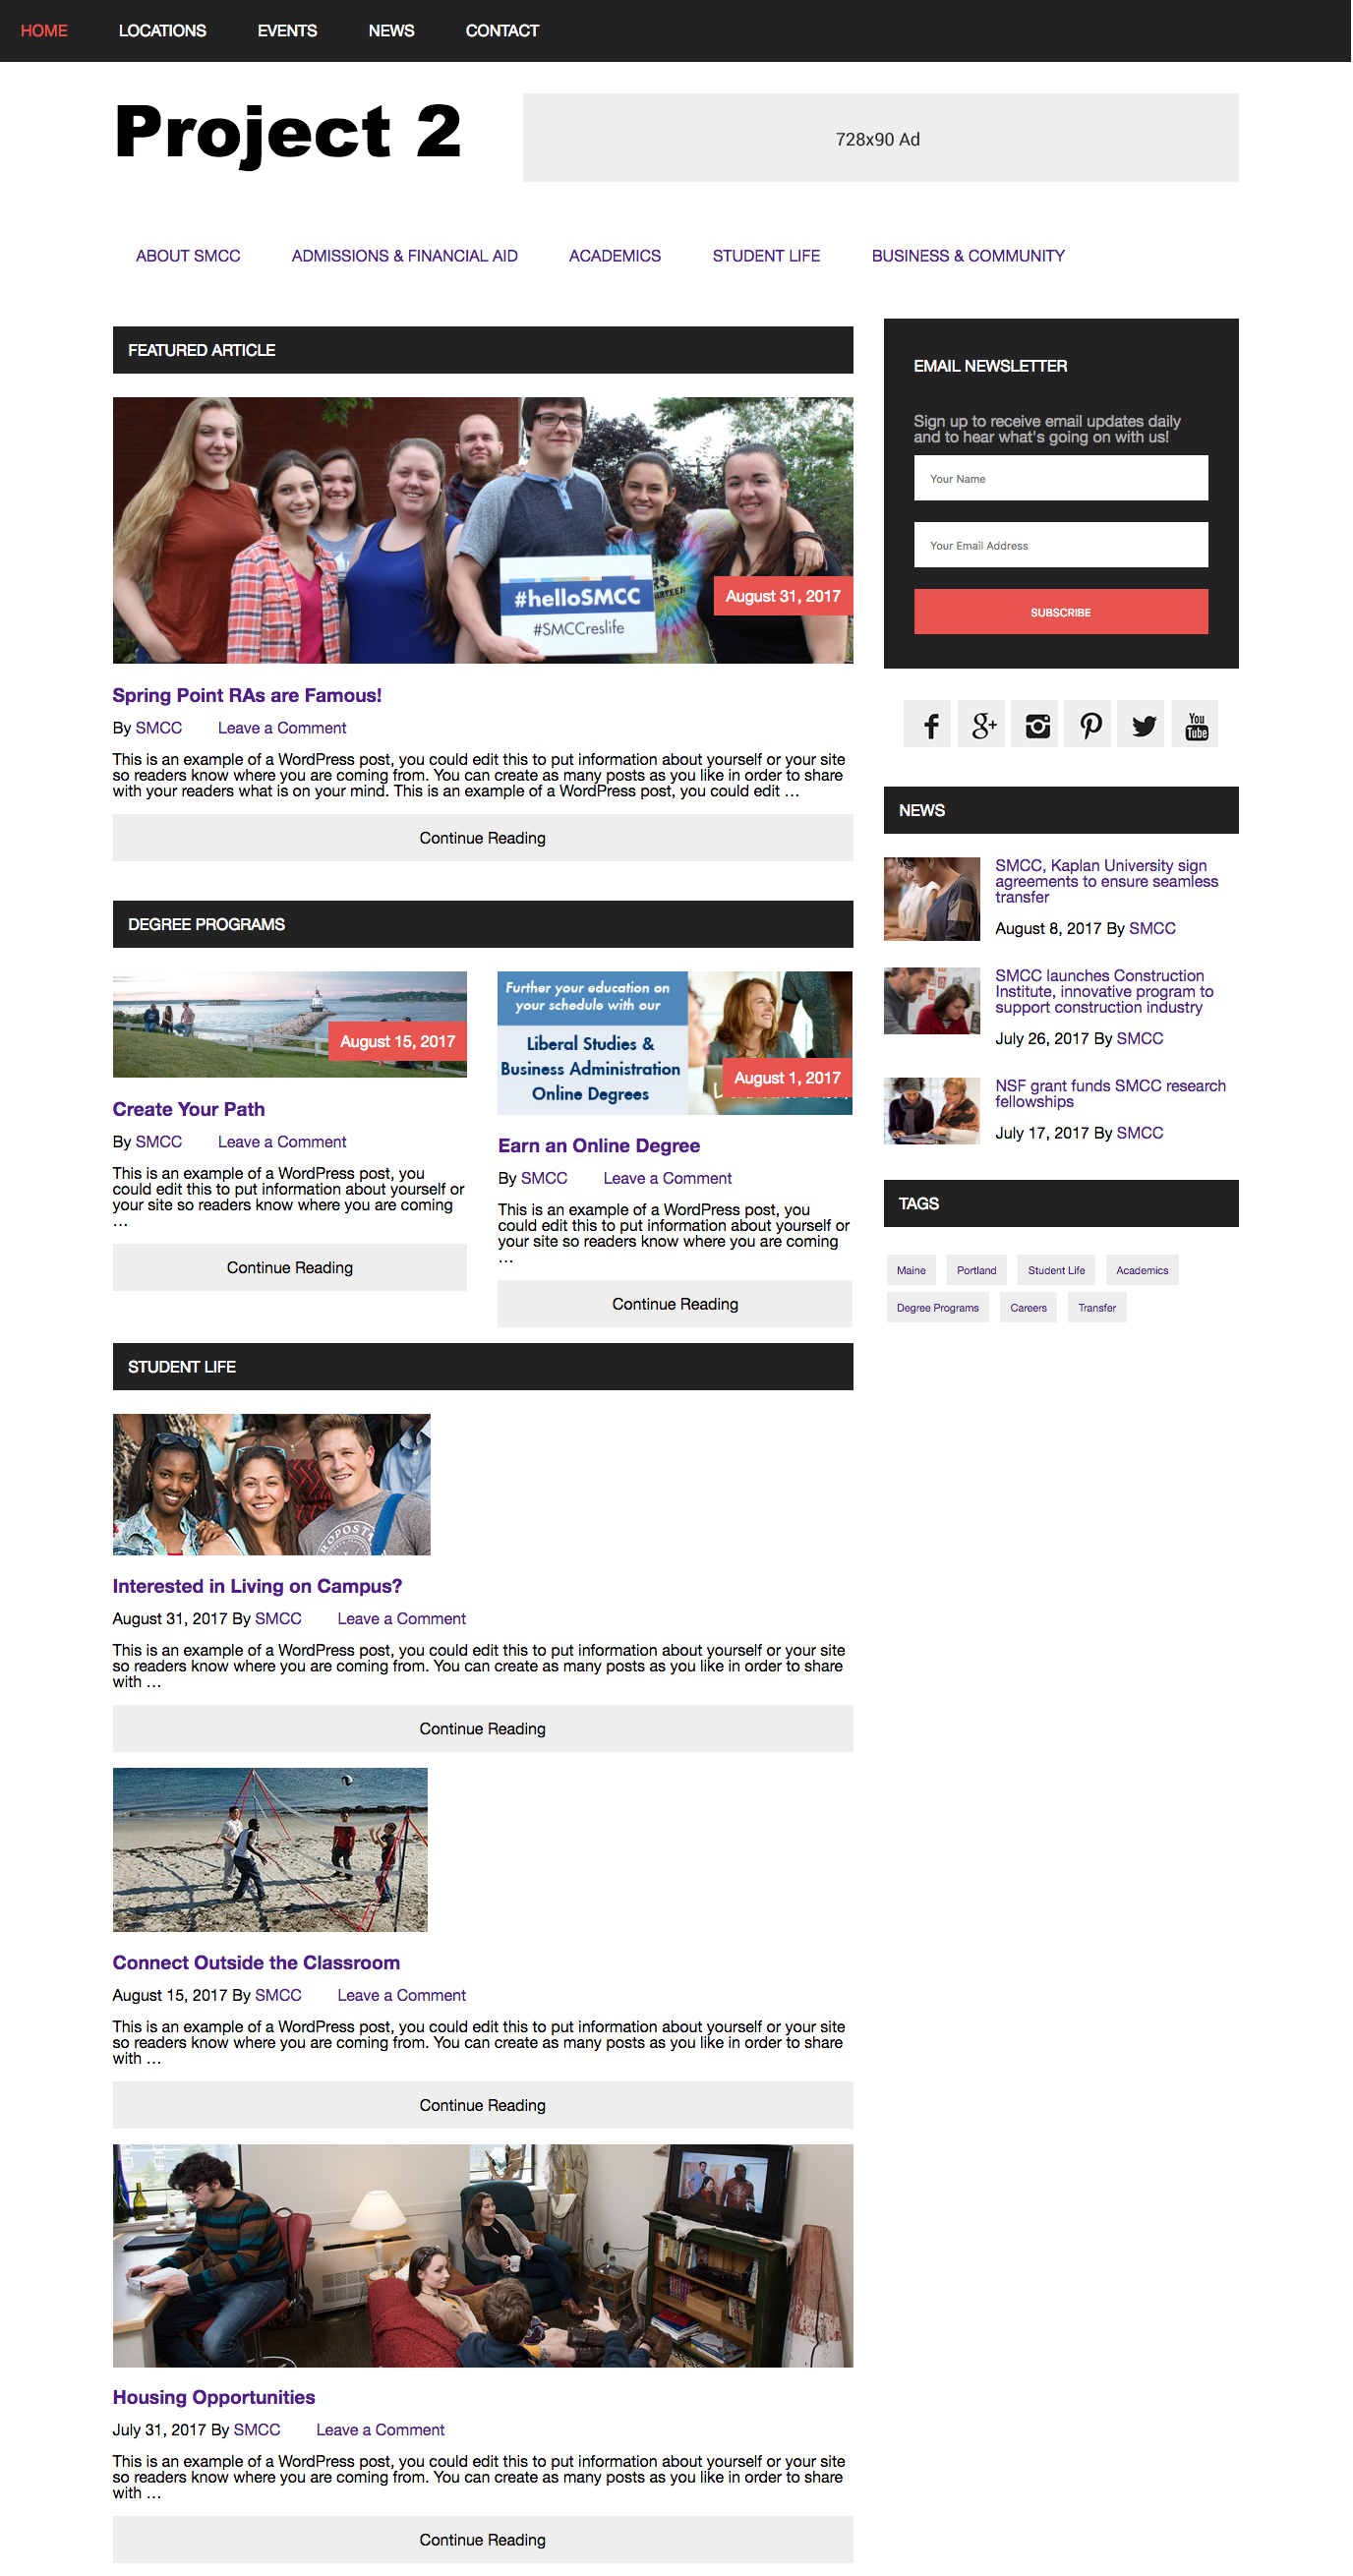 HOME LOCATIONS EVENTS NEWS CONTACT
Project 2
728x90 Ad
ABOUT SMCC ADMISSIONS & FINANCIAL AID ACADEMICS STUDENT LIFE BUSINESS & COMMUNITY
FEATURED ARTICLE
#helloSMCC
#SMCCreslife
August 31, 2017
Spring Point RAs are Famous!
By SMCC Leave a Comment
This is an example of a WordPress post, you could edit this to put information about yourself or your site
so readers know where you are coming from. You can create as many posts as you like in order to share
with your readers what is on your mind. This is an example of a WordPress post, you could edit …
Continue Reading
DEGREE PROGRAMS
August 15, 2017
Create Your Path
By SMCC Leave a Comment
This is an example of a WordPress post, you
could edit this to put information about yourself or
your site so readers know where you are coming
…
Continue Reading
Further your education on
your schedule with our
Liberal Studies &
Business Administration
Online Degrees
August 1, 2017
Earn an Online Degree
By SMCC Leave a Comment
This is an example of a WordPress post, you
could edit this to put information about yourself or
your site so readers know where you are coming
…
Continue Reading
STUDENT LIFE
Interested in Living on Campus?
August 31, 2017 By SMCC Leave a Comment
This is an example of a WordPress post, you could edit this to put information about yourself or your site
so readers know where you are coming from. You can create as many posts as you like in order to share
with …
Continue Reading
Connect Outside the Classroom
August 15, 2017 By SMCC Leave a Comment
This is an example of a WordPress post, you could edit this to put information about yourself or your site
so readers know where you are coming from. You can create as many posts as you like in order to share
with …
Continue Reading
Housing Opportunities
July 31, 2017 By SMCC Leave a Comment
This is an example of a WordPress post, you could edit this to put information about yourself or your site
so readers know where you are coming from. You can create as many posts as you like in order to share
with …
Continue Reading
EMAIL NEWSLETTER
Sign up to receive email updates daily
and to hear what's going on with us!
Your Name
Your Email Address
SUBSCRIBE
You
Tube
NEWS
SMCC, Kaplan University sign
agreements to ensure seamless
transfer
August 8, 2017 By SMCC
SMCC launches Construction
Institute, innovative program to
support construction industry
July 26, 2017 By SMCC
NSF grant funds SMCC research
fellowships
July 17, 2017 By SMCC
TAGS
Maine Portland Student Life Academics
Degree Programs Careers Transfer